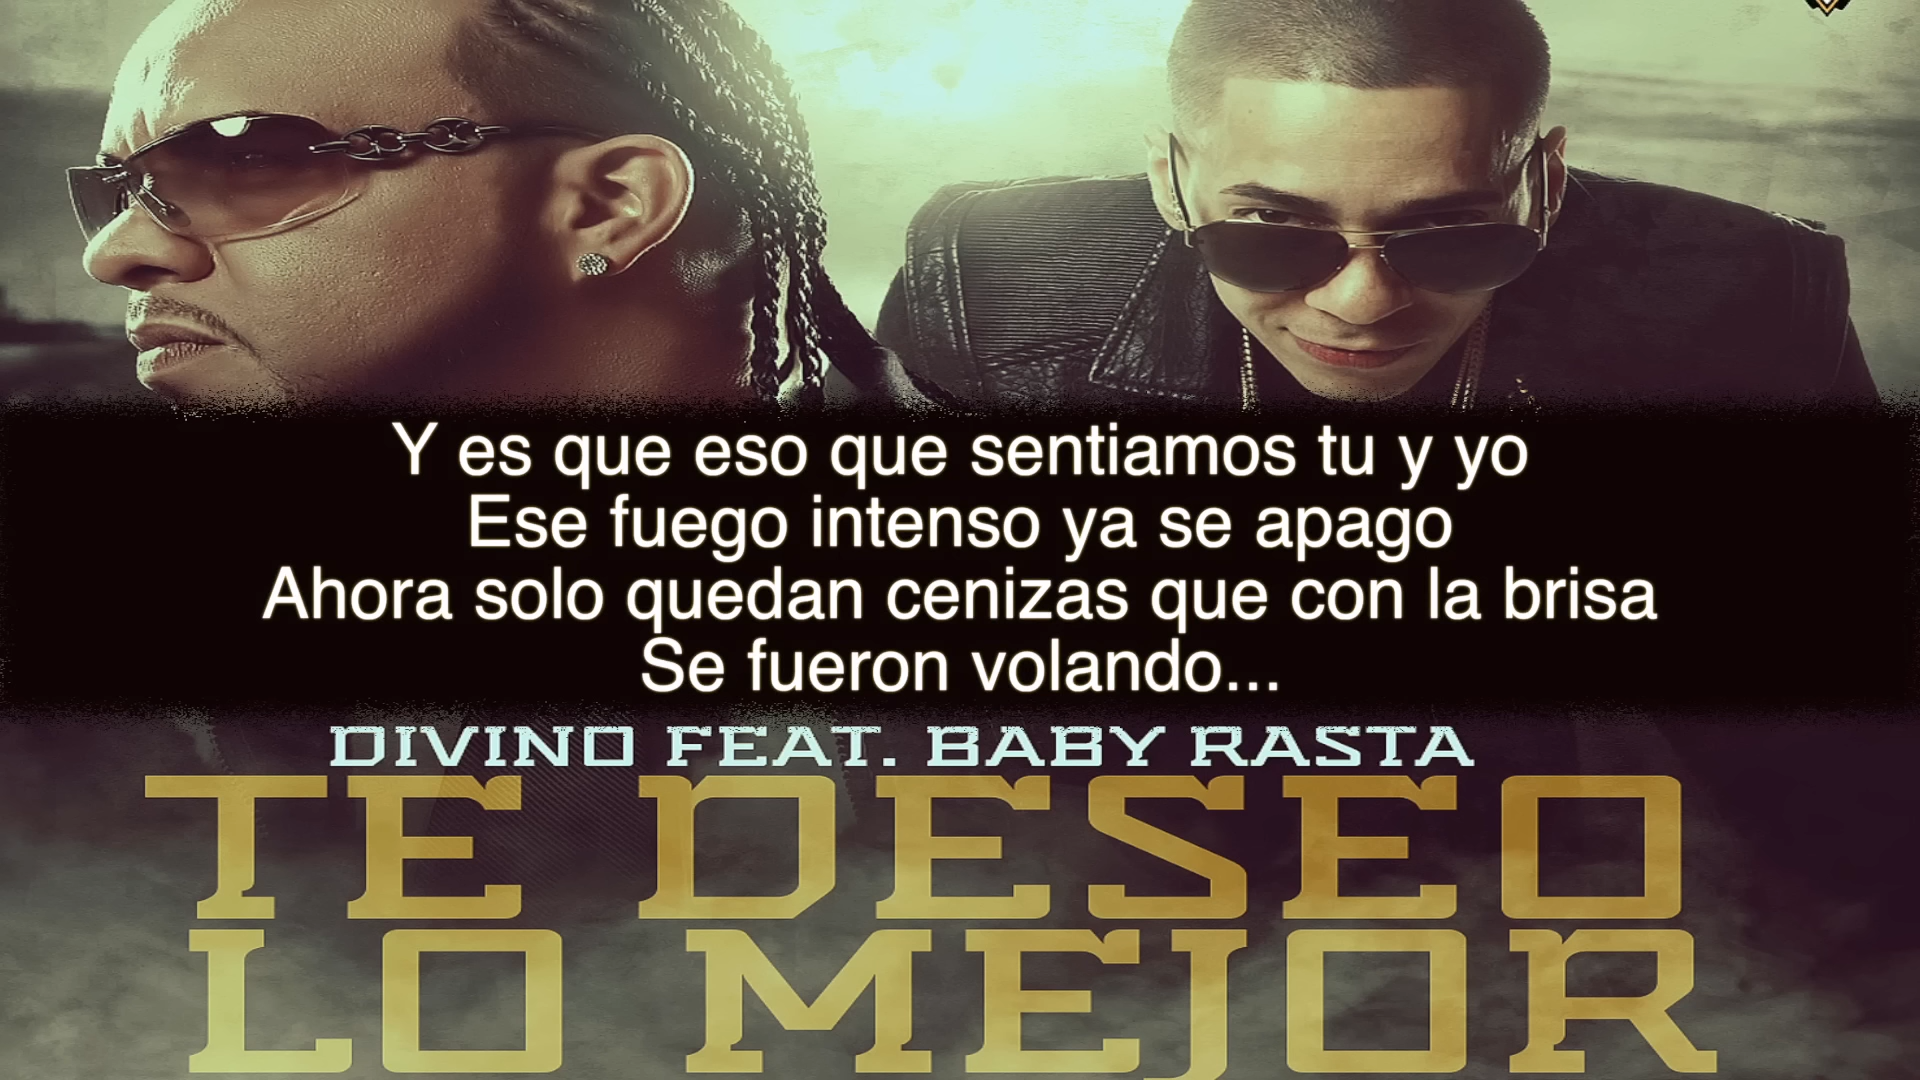 Y es que eso que sentiamos tu y yo
Ese fuego intenso ya se apago
Ahora solo quedan cenizas que con la brisa
Se fueron volando...
DIVINO FEAT. BABY RASTA
TE DESEO
LO MEJOR